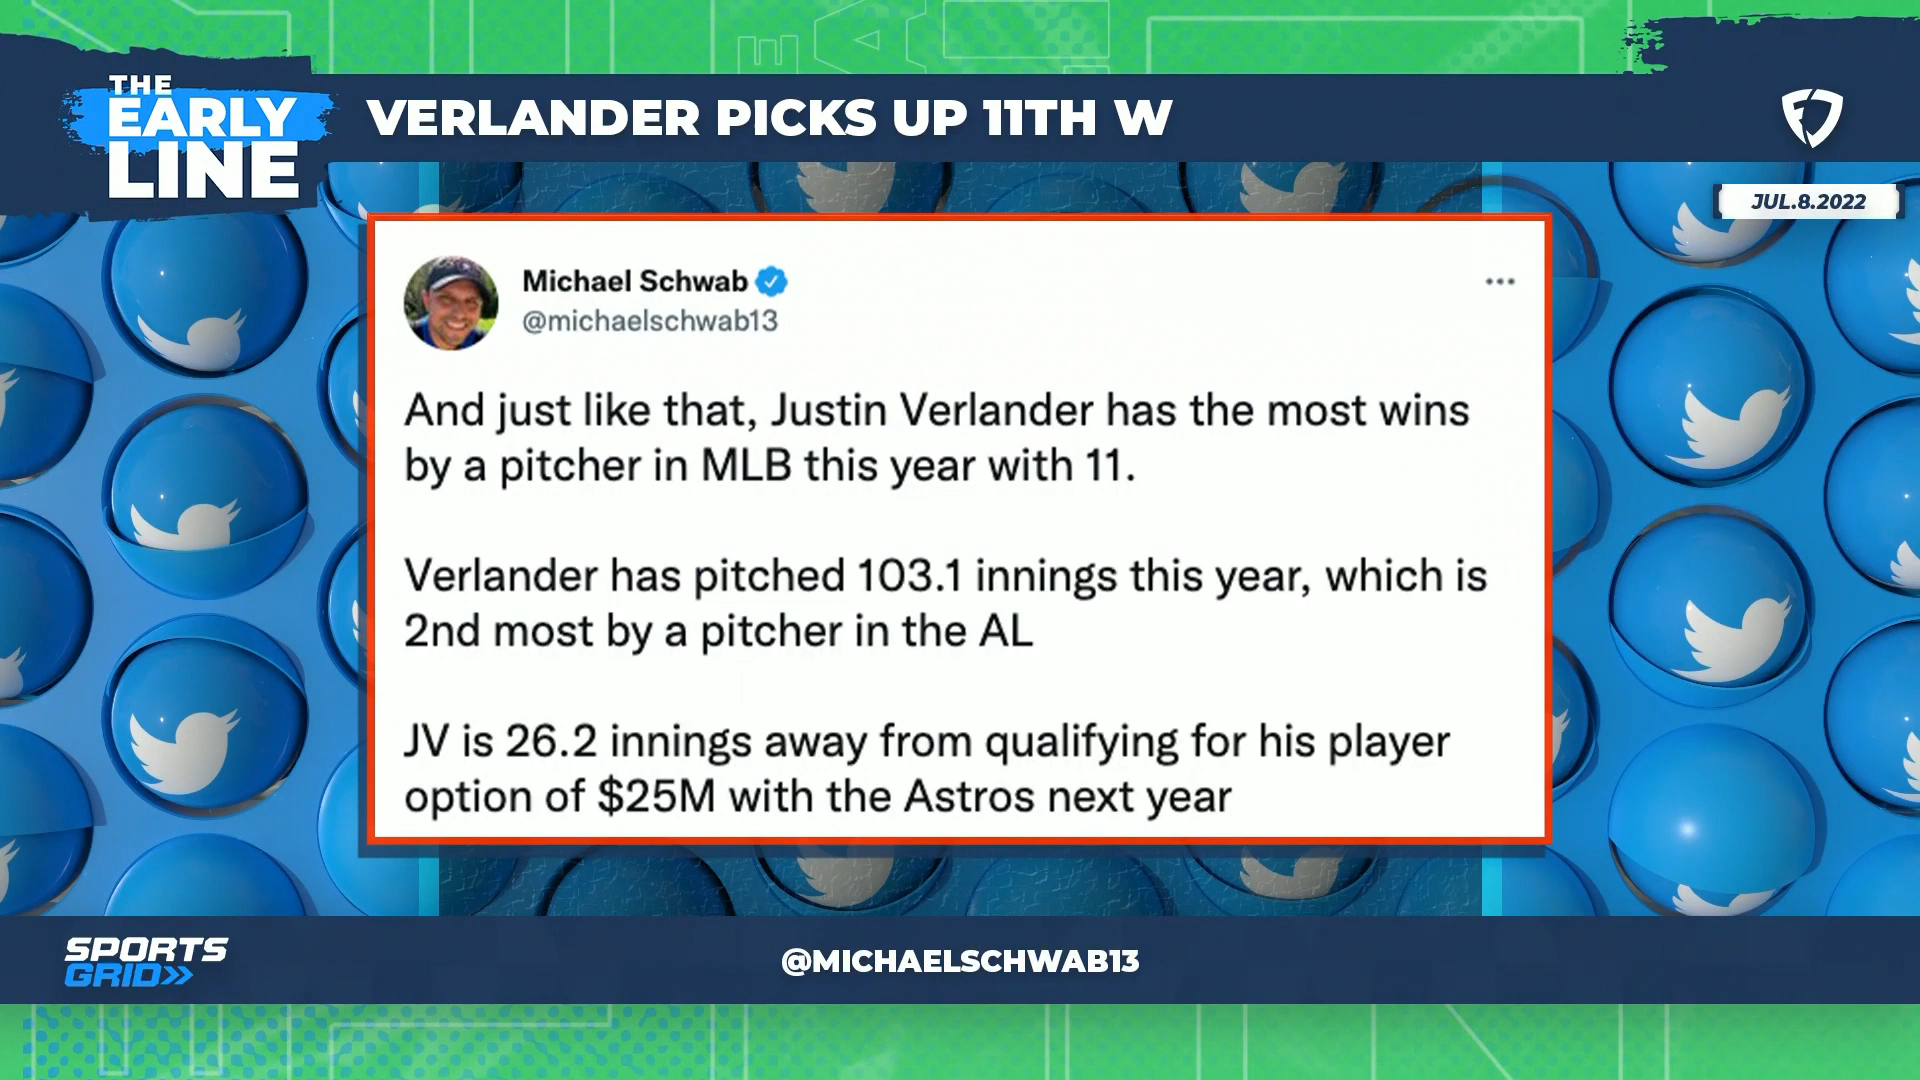 THE
EARLY
LINE
VERLANDER PICKS UP 11TH W
JUL.8.2022
Michael Schwab
@michaelschwab13
And just like that, Justin Verlander has the most wins
by a pitcher in MLB this year with 11.
Verlander has pitched 103.1 innings this year, which is
2nd most by a pitcher in the AL
JV is 26.2 innings away from qualifying for his player
option of $25M with the Astros next year
SPORTS
GRID
@MICHAELSCHWAB13